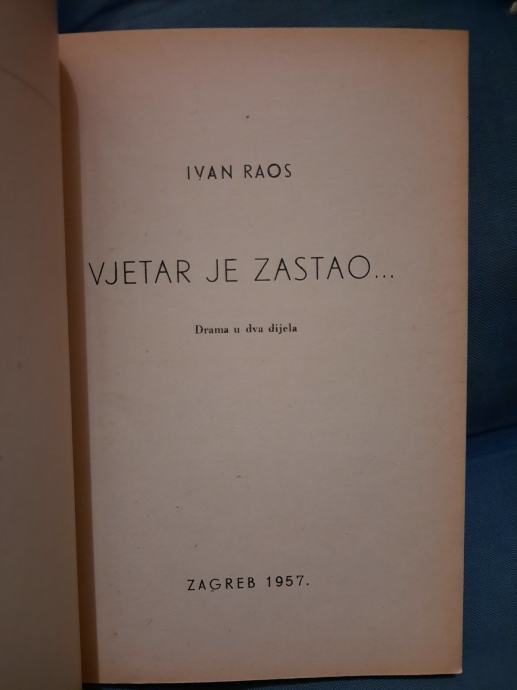 IVAN RAOS
VJETAR JE ZASTAO...
Drama u dva dijela
ZAGREB 1957.